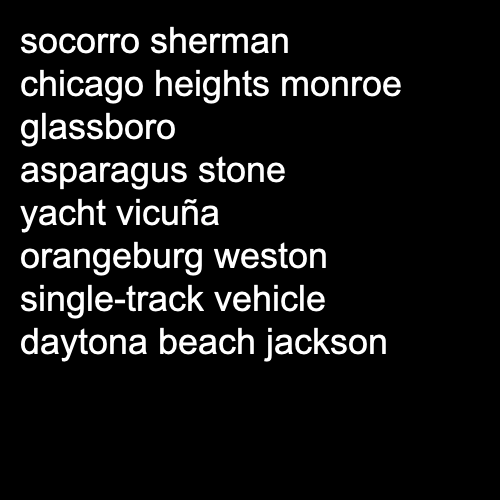 socorro sherman
chicago heights monroe
glassboro
asparagus stone
yacht vicuña
orangeburg weston
single-track vehicle
daytona beach jackson